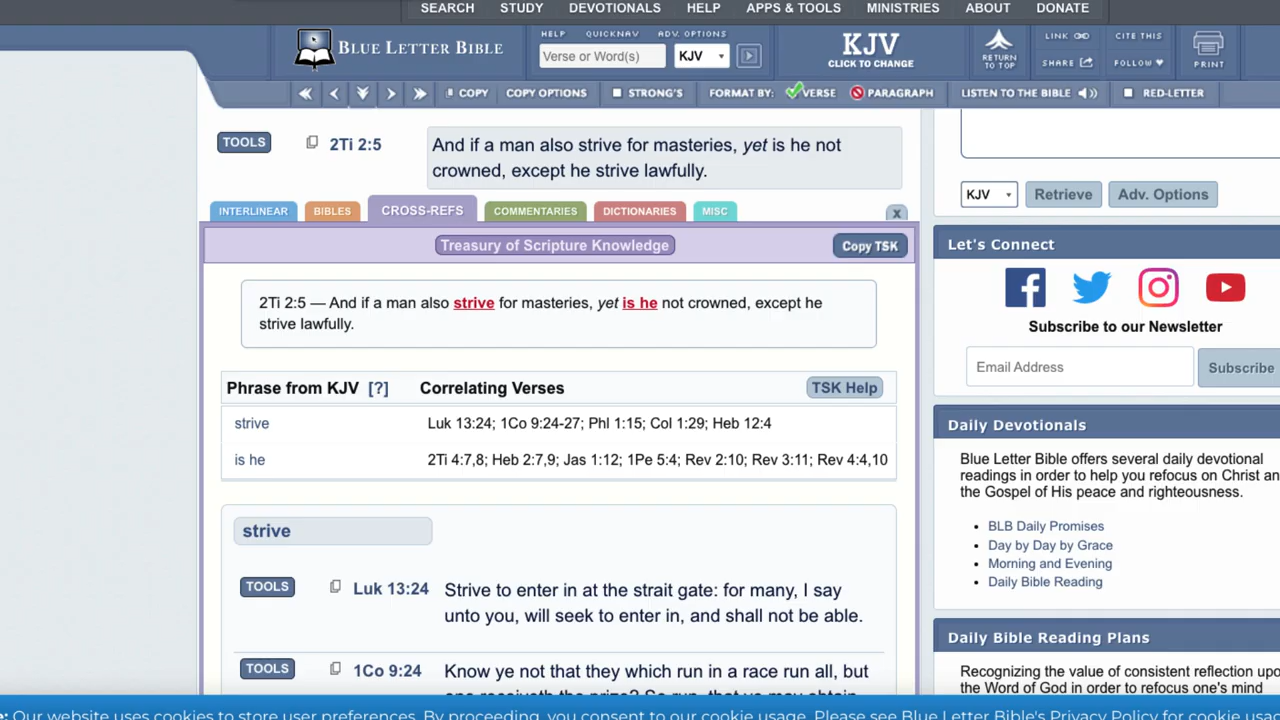 SEARCH STUDY DEVOTIONALS HELP APPS & TOOLS MINISTRIES ABOUT DONATE
BLUE LETTER BIBLE
HELP QUICKNAV ADV. OPTIONS
Verse or Word(s) KJV
KJV
CLICK TO CHANGE
RETURN
TO TOP
LINK
SHARE
CITE THIS
FOLLOW
PRINT
COPY COPY OPTIONS STRONG'S FORMAT BY: VERSE PARAGRAPH LISTEN TO THE BIBLE RED-LETTER
TOOLS 2Ti 2:5 And if a man also strive for masteries, yet is he not
crowned, except he strive lawfully.
INTERLINEAR BIBLES CROSS-REFS COMMENTARIES DICTIONARIES MISC X
Treasury of Scripture Knowledge Copy TSK
2Ti 2:5 — And if a man also strive for masteries, yet is he not crowned, except he
strive lawfully.
Phrase from KJV [?] Correlating Verses TSK Help
strive Luk 13:24; 1Co 9:24-27; Phl 1:15; Col 1:29; Heb 12:4
is he 2Ti 4:7,8; Heb 2:7,9; Jas 1:12; 1Pe 5:4; Rev 2:10; Rev 3:11; Rev 4:4,10
strive
TOOLS Luk 13:24 Strive to enter in at the strait gate: for many, I say
unto you, will seek to enter in, and shall not be able.
TOOLS 1Co 9:24 Know ye not that they which run in a race run all, but
one receiveth the prize? So run, that ye may obtain.
KJV Retrieve Adv. Options
Let's Connect
Subscribe to our Newsletter
Email Address Subscribe
Daily Devotionals
Blue Letter Bible offers several daily devotional
readings in order to help you refocus on Christ an
the Gospel of His peace and righteousness.
• BLB Daily Promises
• Day by Day by Grace
• Morning and Evening
• Daily Bible Reading
Daily Bible Reading Plans
Recognizing the value of consistent reflection upo
the Word of God in order to refocus one's mind
e: Our website uses cookies to store user preferences. By proceeding, you consent to our cookie usage. Please see Blue Letter Bible's Privacy Policy for cookie usa